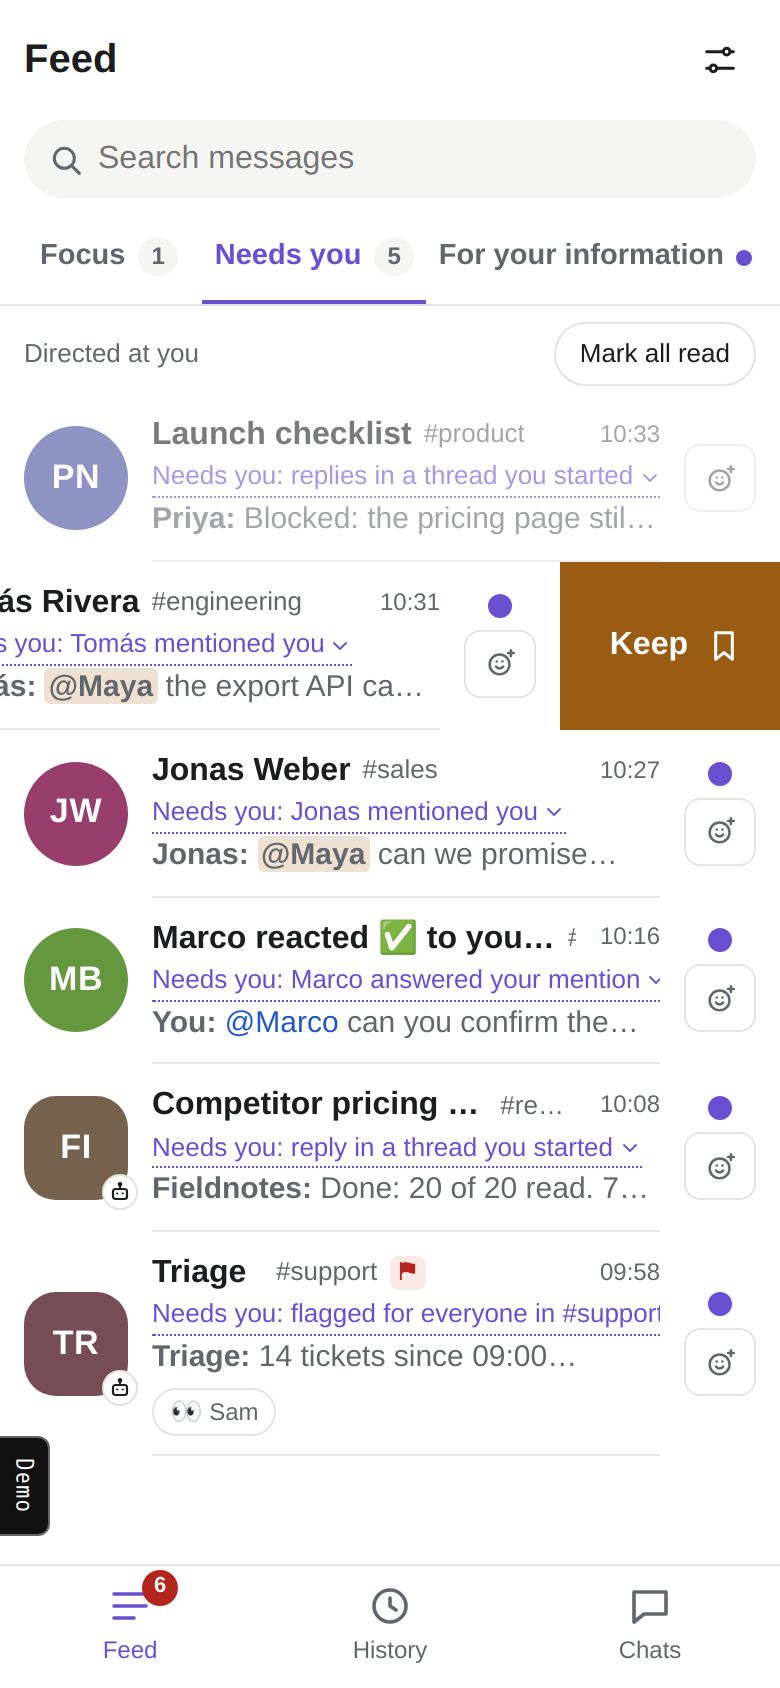 Feed
Search messages
Focus 1 Needs you 5 For your information
Directed at you Mark all read
PN Launch checklist #product 10:33
Needs you: replies in a thread you started
Priya: Blocked: the pricing page stil…
ás Rivera #engineering 10:31
s you: Tomás mentioned you
ás: @Maya the export API ca…
Keep
JW Jonas Weber #sales 10:27
Needs you: Jonas mentioned you
Jonas: @Maya can we promise…
MB Marco reacted ✅ to you… # 10:16
Needs you: Marco answered your mention
You: @Marco can you confirm the…
FI Competitor pricing … #re… 10:08
Needs you: reply in a thread you started
Fieldnotes: Done: 20 of 20 read. 7…
TR Triage #support 09:58
Needs you: flagged for everyone in #support
Triage: 14 tickets since 09:00…
👀 Sam
Demo
6
Feed History Chats